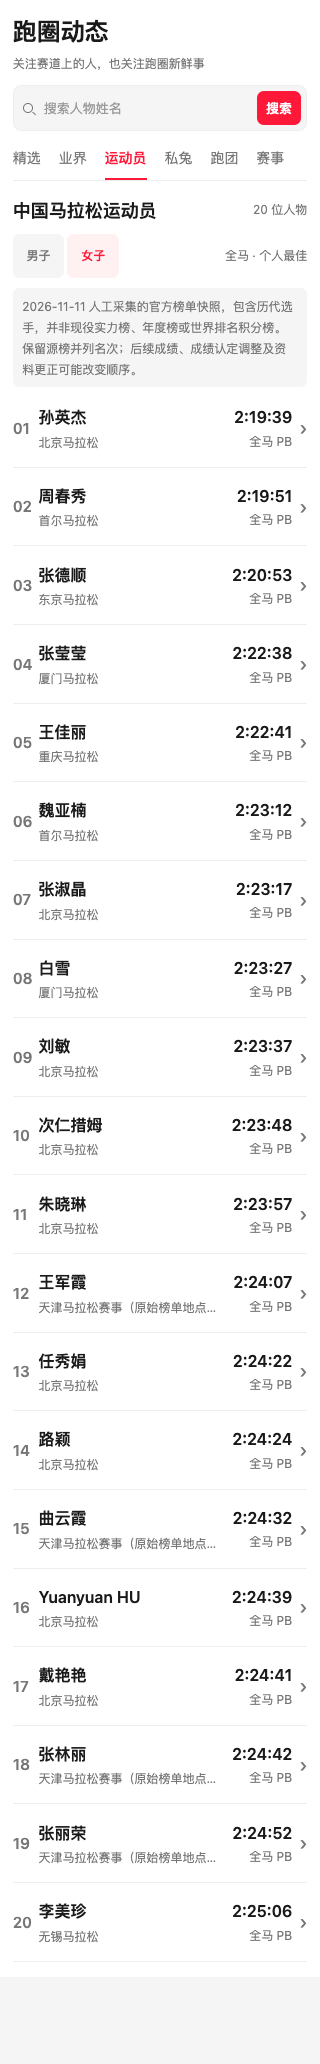 跑圈动态
关注赛道上的人，也关注跑圈新鲜事
搜索人物姓名
搜索
精选 业界 运动员 私兔 跑团 赛事
中国马拉松运动员 20 位人物
男子 女子 全马 · 个人最佳
2026-11-11 人工采集的官方榜单快照，包含历代选
手，并非现役实力榜、年度榜或世界排名积分榜。
保留源榜并列名次；后续成绩、成绩认定调整及资
料更正可能改变顺序。
01 孙英杰 2:19:39
北京马拉松 全马 PB
02 周春秀 2:19:51
首尔马拉松 全马 PB
03 张德顺 2:20:53
东京马拉松 全马 PB
04 张莹莹 2:22:38
厦门马拉松 全马 PB
05 王佳丽 2:22:41
重庆马拉松 全马 PB
06 魏亚楠 2:23:12
首尔马拉松 全马 PB
07 张淑晶 2:23:17
北京马拉松 全马 PB
08 白雪 2:23:27
厦门马拉松 全马 PB
09 刘敏 2:23:37
北京马拉松 全马 PB
10 次仁措姆 2:23:48
北京马拉松 全马 PB
11 朱晓琳 2:23:57
北京马拉松 全马 PB
12 王军霞 2:24:07
天津马拉松赛事（原始榜单地点... 全马 PB
13 任秀娟 2:24:22
北京马拉松 全马 PB
14 路颖 2:24:24
北京马拉松 全马 PB
15 曲云霞 2:24:32
天津马拉松赛事（原始榜单地点... 全马 PB
16 Yuanyuan HU 2:24:39
北京马拉松 全马 PB
17 戴艳艳 2:24:41
北京马拉松 全马 PB
18 张林丽 2:24:42
天津马拉松赛事（原始榜单地点... 全马 PB
19 张丽荣 2:24:52
天津马拉松赛事（原始榜单地点... 全马 PB
20 李美珍 2:25:06
无锡马拉松 全马 PB